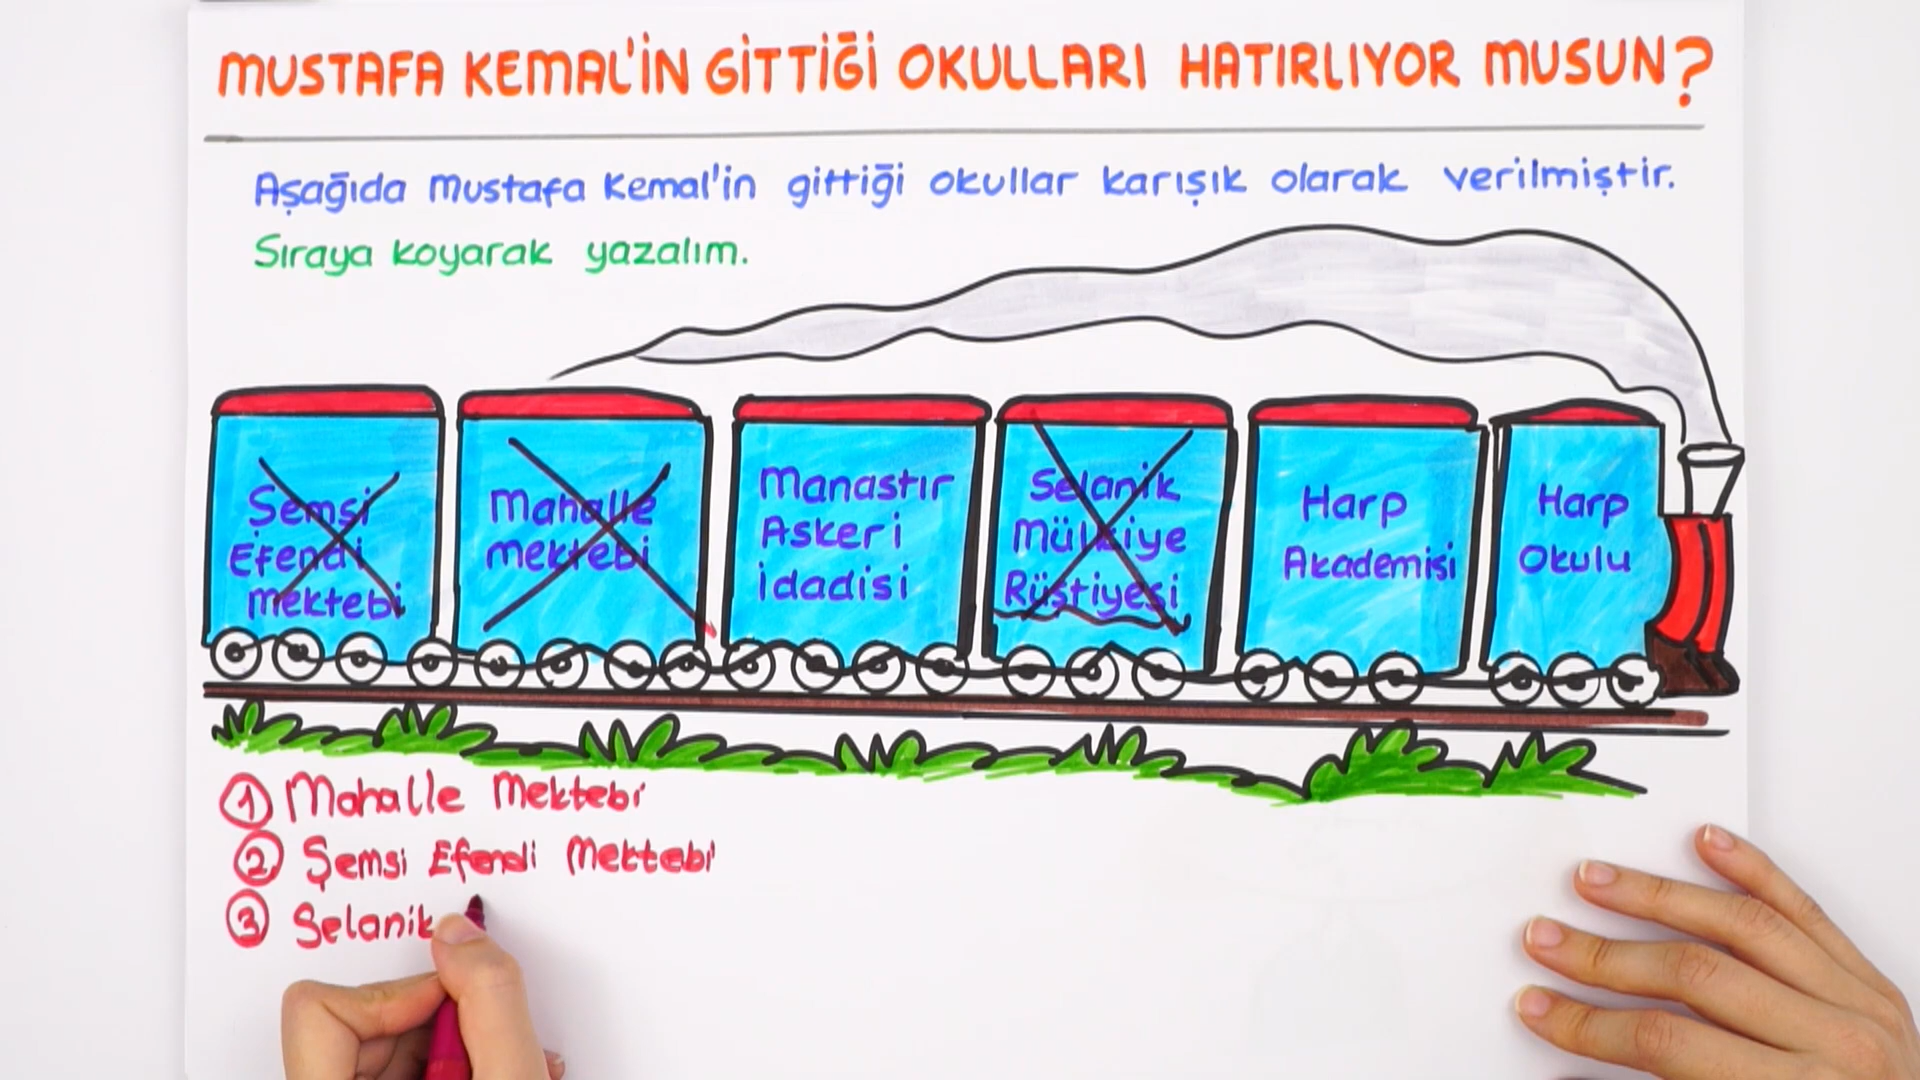 MUSTAFA KEMAL'İN GİTTİĞİ OKULLARI HATIRLIYOR MUSUN?
Aşağıda Mustafa Kemal'in gittiği okullar karışık olarak verilmiştir.
Sıraya koyarak yazalım.
Şemsi
Efendi
mektebi
Mahalle
mektebi
Manastır
Askeri
İdadisi
Selanik
Mülkiye
Rüştiyesi
Harp
Akademisi
Harp
Okulu
1 Mahalle Mektebi
2 Şemsi Efendi Mektebi
3 Selanik